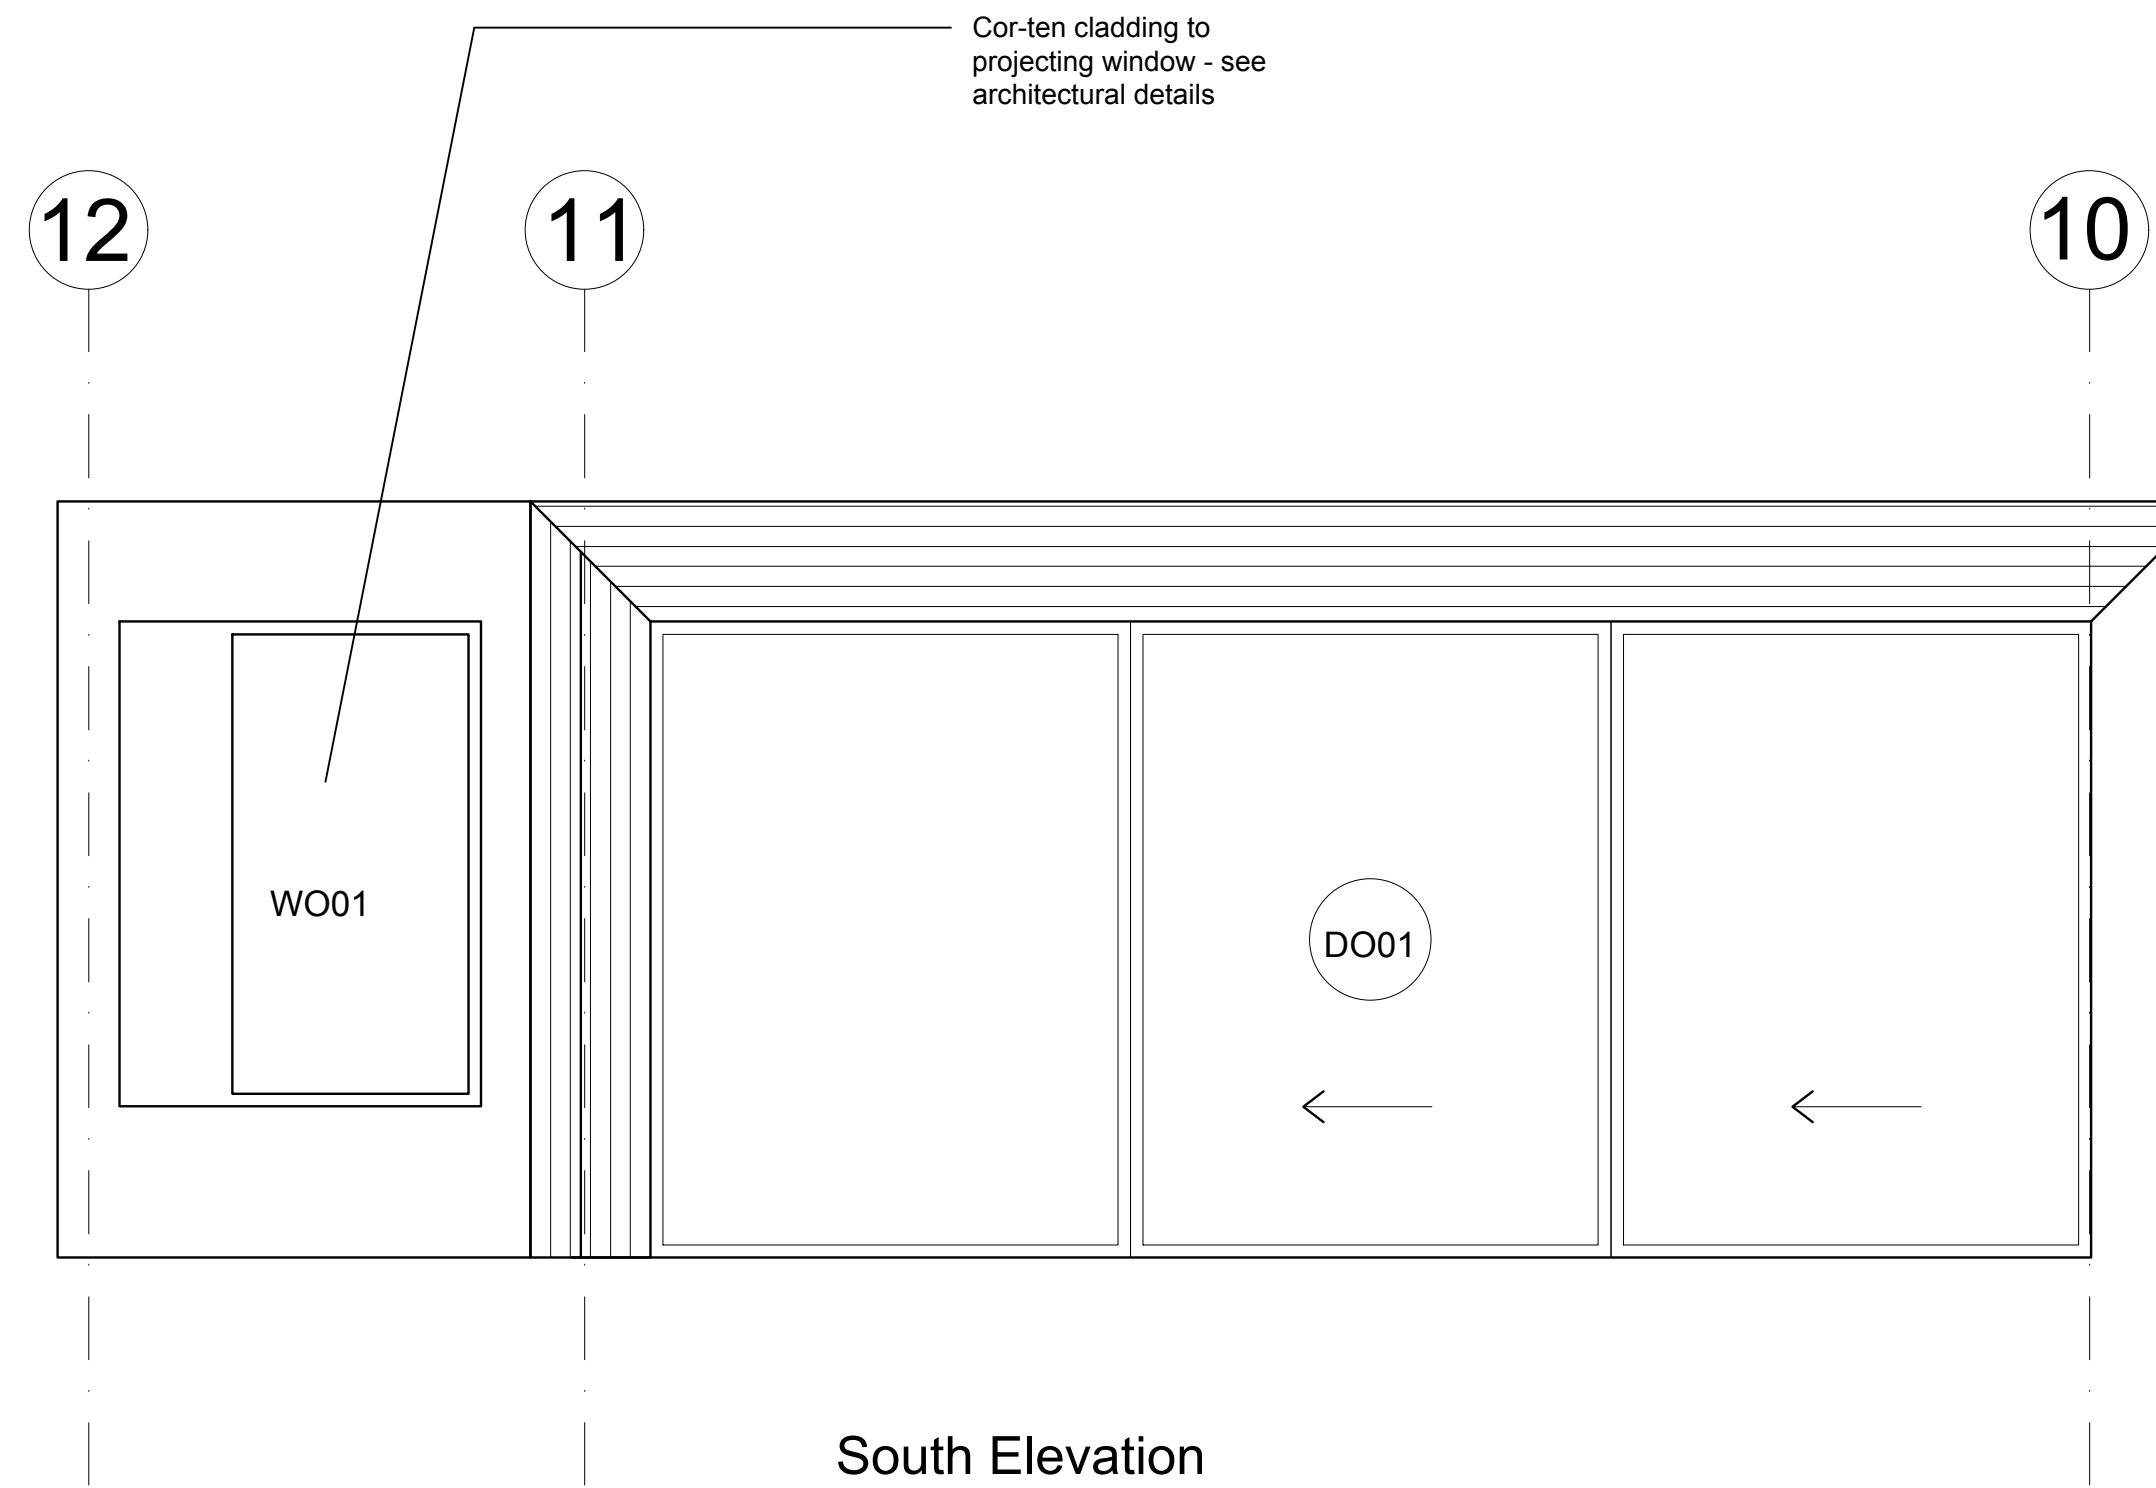 Cor-ten cladding to
projecting window - see
architectural details
12
11
10
WO01
DO01
South Elevation